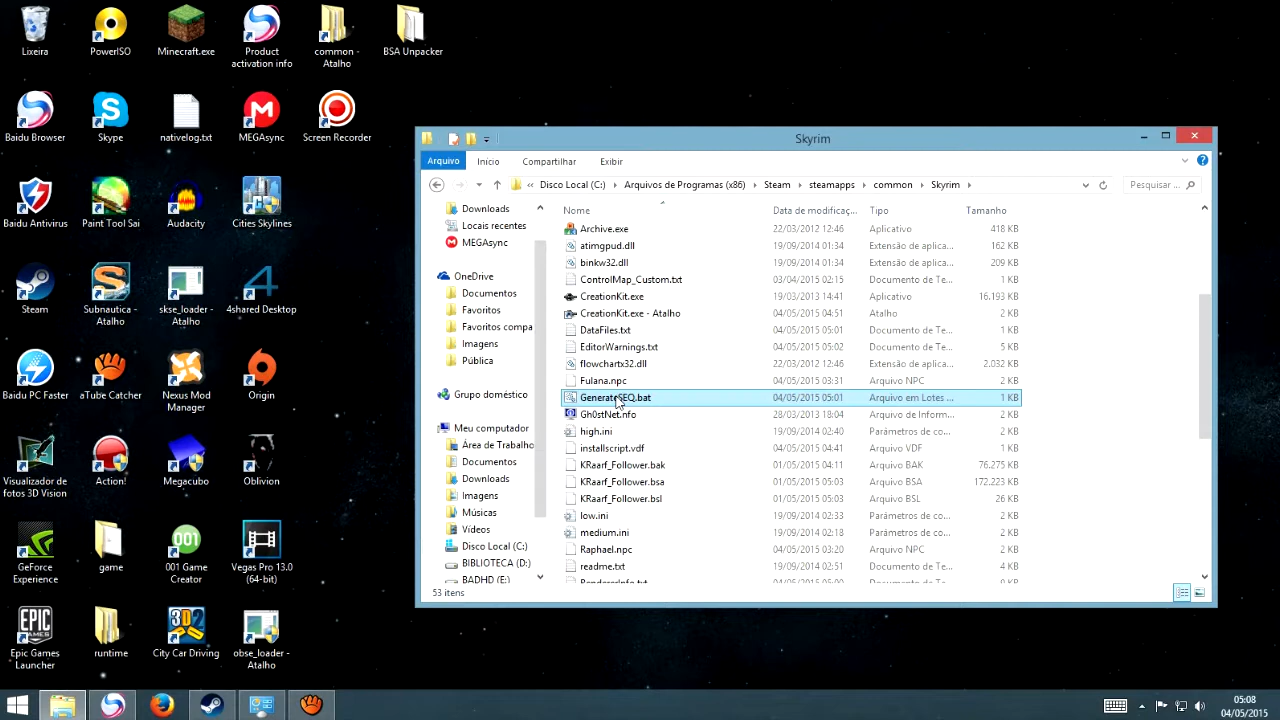 Lixeira
PowerISO
Minecraft.exe
Product
activation info
common -
Atalho
BSA Unpacker
Baidu Browser
Skype
nativelog.txt
MEGAsync
Screen Recorder
Baidu Antivirus
Paint Tool Sai
Audacity
Cities Skylines
Steam
Subnautica -
Atalho
skse_loader -
Atalho
4shared Desktop
Baidu PC Faster
aTube Catcher
Nexus Mod
Manager
Origin
Visualizador de
fotos 3D Vision
Action!
Megacubo
Oblivion
GeForce
Experience
game
001 Game
Creator
Vegas Pro 13.0
(64-bit)
Epic Games
Launcher
runtime
City Car Driving
obse_loader -
Atalho
Skyrim
Arquivo Início Compartilhar Exibir
« Disco Local (C:) Arquivos de Programas (x86) Steam steamapps common Skyrim
Pesquisar ...
Downloads
Locais recentes
MEGAsync
OneDrive
Documentos
Favoritos
Favoritos compa
Imagens
Pública
Grupo doméstico
Meu computador
Área de Trabalho
Documentos
Downloads
Imagens
Músicas
Vídeos
Disco Local (C:)
BIBLIOTECA (D:)
BADHD (E:)
Nome Data de modificaç... Tipo Tamanho
Archive.exe 22/03/2012 12:46 Aplicativo 418 KB
atimgpud.dll 19/09/2014 01:34 Extensão de aplica... 162 KB
binkw32.dll 19/09/2014 01:34 Extensão de aplica... 209 KB
ControlMap_Custom.txt 03/04/2015 02:15 Documento de Te... 2 KB
CreationKit.exe 19/03/2013 14:41 Aplicativo 16.193 KB
CreationKit.exe - Atalho 04/05/2015 04:51 Atalho 2 KB
DataFiles.txt 04/05/2015 05:01 Documento de Te... 1 KB
EditorWarnings.txt 04/05/2015 05:02 Documento de Te... 5 KB
flowchartx32.dll 22/03/2012 12:46 Extensão de aplica... 2.032 KB
Fulana.npc 04/05/2015 03:31 Arquivo NPC 2 KB
GenerateSEQ.bat 04/05/2015 05:01 Arquivo em Lotes ... 1 KB
Gh0stNet.nfo 28/03/2013 18:04 Arquivo de Inform... 2 KB
high.ini 19/09/2014 02:40 Parâmetros de co... 2 KB
installscript.vdf 04/05/2015 04:41 Arquivo VDF 2 KB
KRaarf_Follower.bak 01/05/2015 04:11 Arquivo BAK 76.275 KB
KRaarf_Follower.bsa 01/05/2015 05:03 Arquivo BSA 172.223 KB
KRaarf_Follower.bsl 01/05/2015 05:03 Arquivo BSL 26 KB
low.ini 19/09/2014 02:33 Parâmetros de co... 2 KB
medium.ini 19/09/2014 02:18 Parâmetros de co... 2 KB
Raphael.npc 04/05/2015 03:20 Arquivo NPC 2 KB
readme.txt 19/09/2014 02:51 Documento de Te... 4 KB
53 itens
05:08
04/05/2015